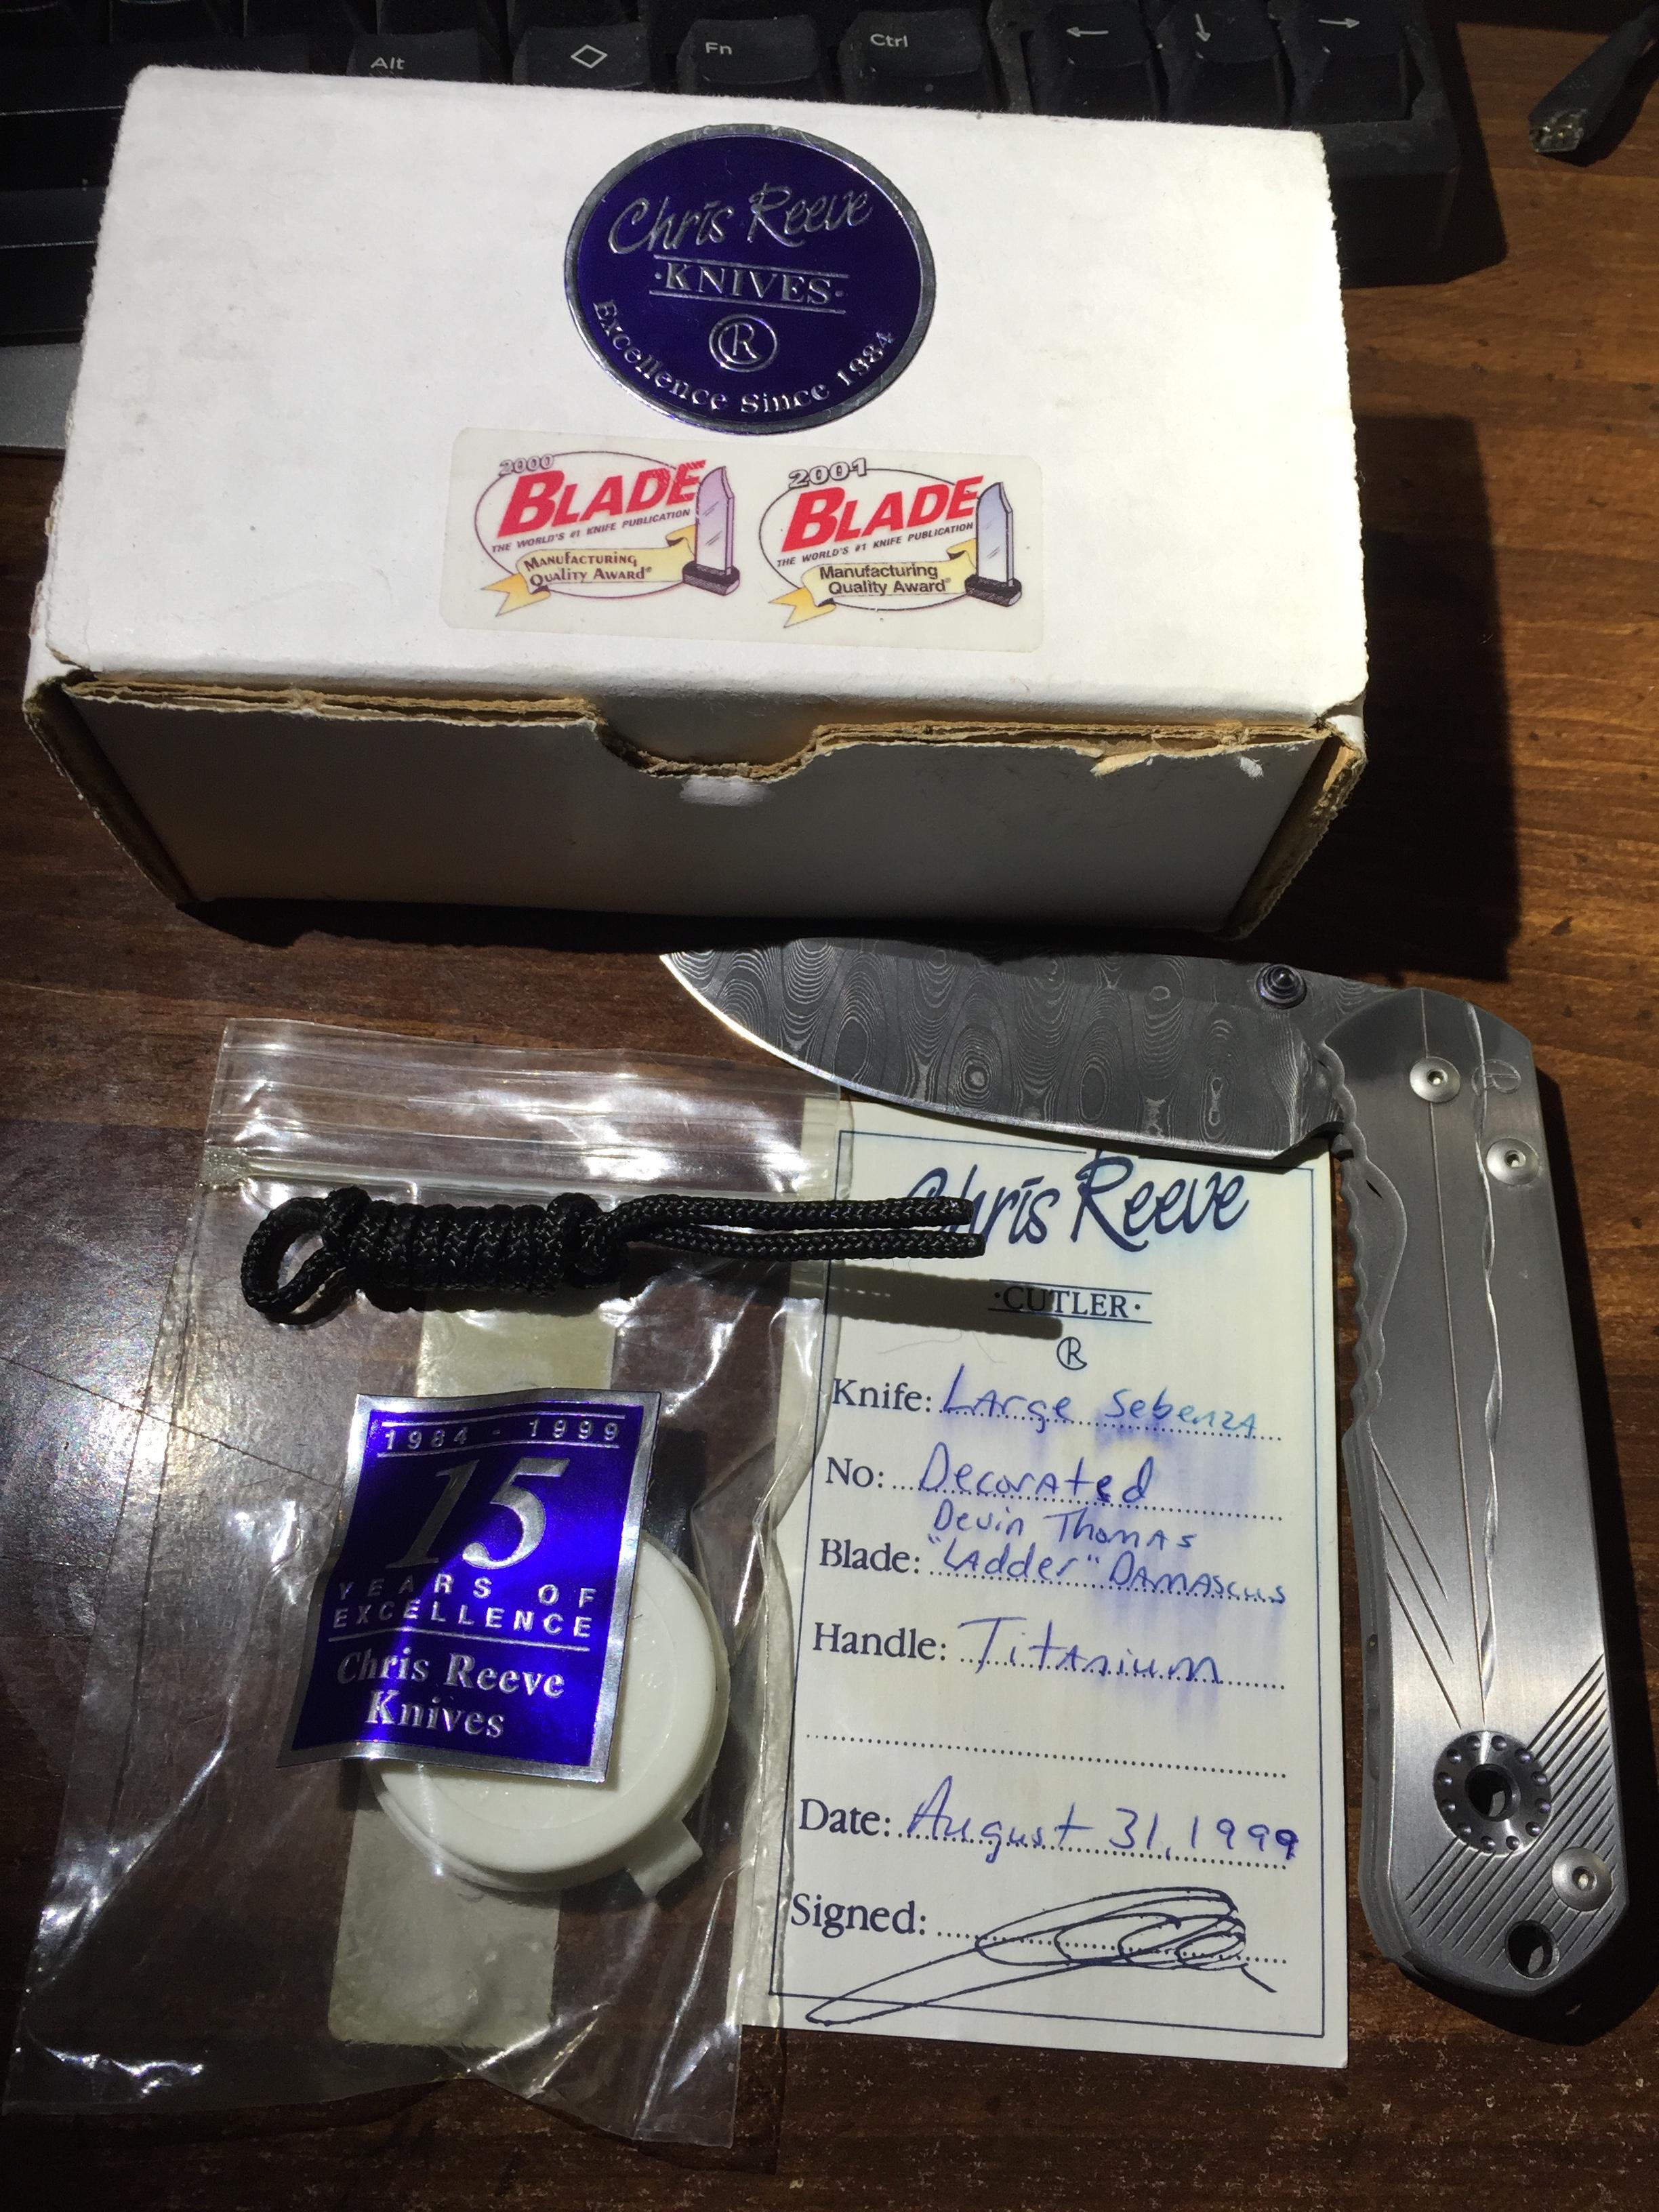 Alt
Fn
Ctrl
←
↓
→
Chris Reeve
·KNIVES·
R
Excellence Since 1984
2000
BLADE
THE WORLD'S #1 KNIFE PUBLICATION
Manufacturing
Quality Award®
2001
BLADE
THE WORLD'S #1 KNIFE PUBLICATION
Manufacturing
Quality Award®
1984 - 1999
15
YEARS OF
EXCELLENCE
Chris Reeve
Knives
Chris Reeve
·CUTLER·
R
Knife: Large Sebenza
No: Decorated
Devin Thomas
Blade: "Ladder" Damascus
Handle: Titanium
Date: August 31, 1999
Signed: